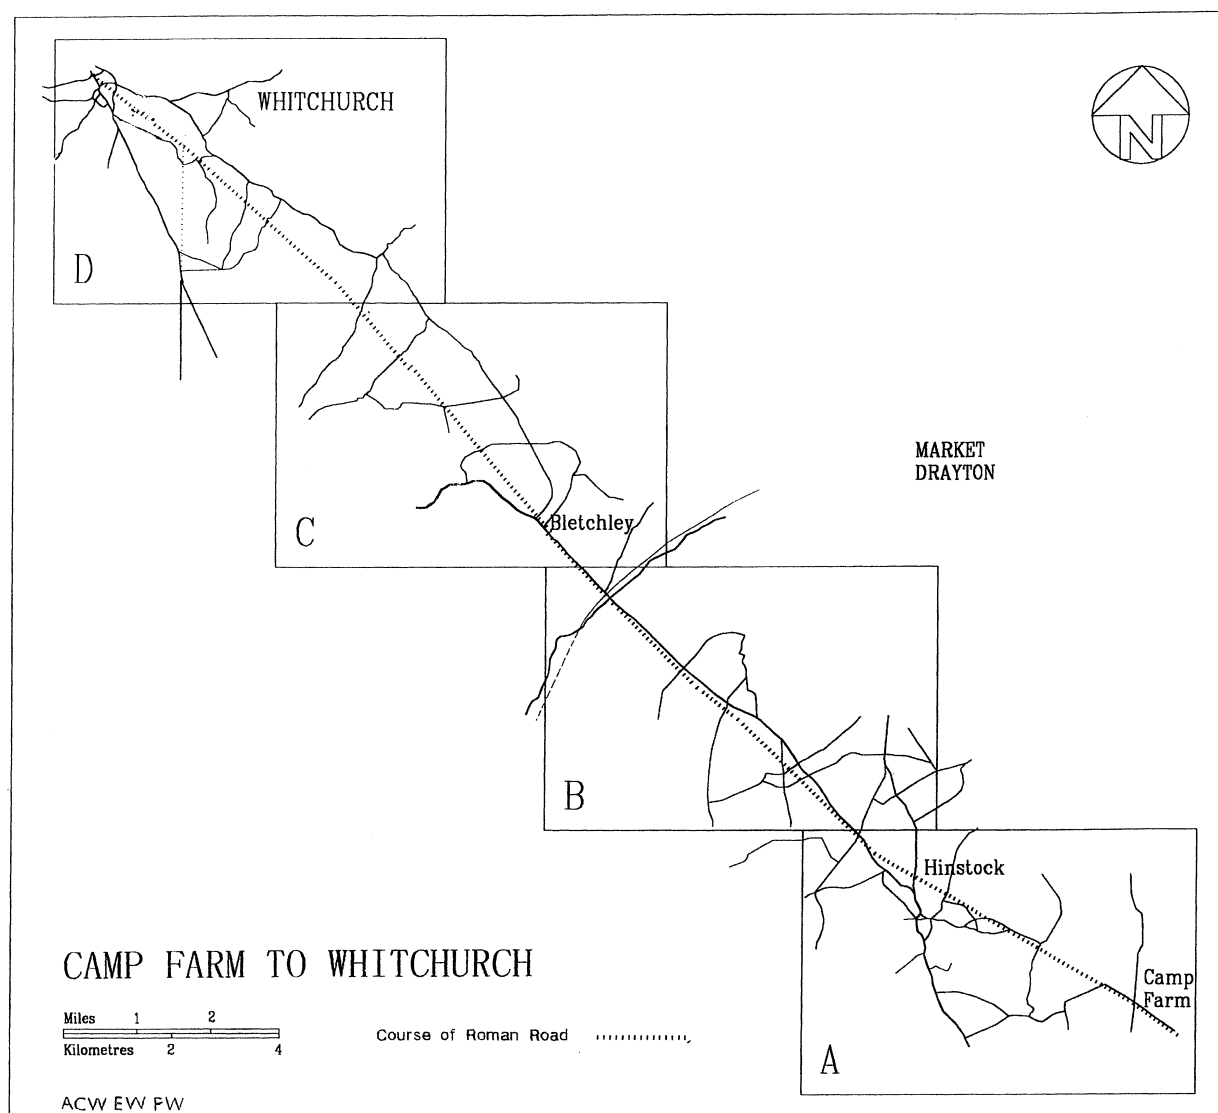 WHITCHURCH
N
D
MARKET
DRAYTON
C
Bletchley
B
Hinstock
CAMP FARM TO WHITCHURCH
Camp
Farm
Miles 1 2
Kilometres 2 4
Course of Roman Road
A
ACW EW FW